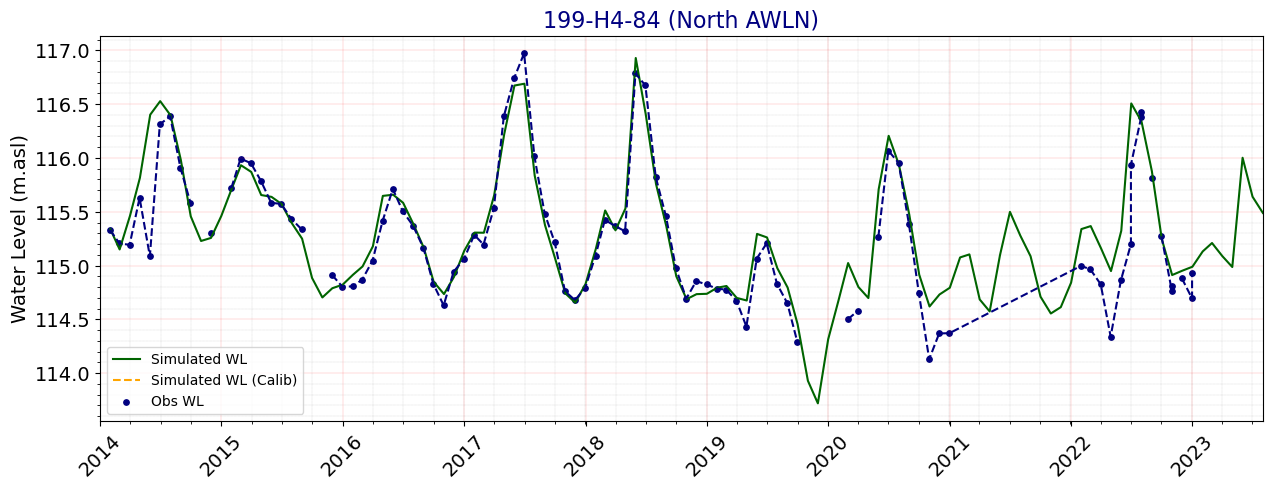 199-H4-84 (North AWLN)
Water Level (m.asl)
117.0
116.5
116.0
115.5
115.0
114.5
114.0
Simulated WL
Simulated WL (Calib)
Obs WL
2014 2015 2016 2017 2018 2019 2020 2021 2022 2023